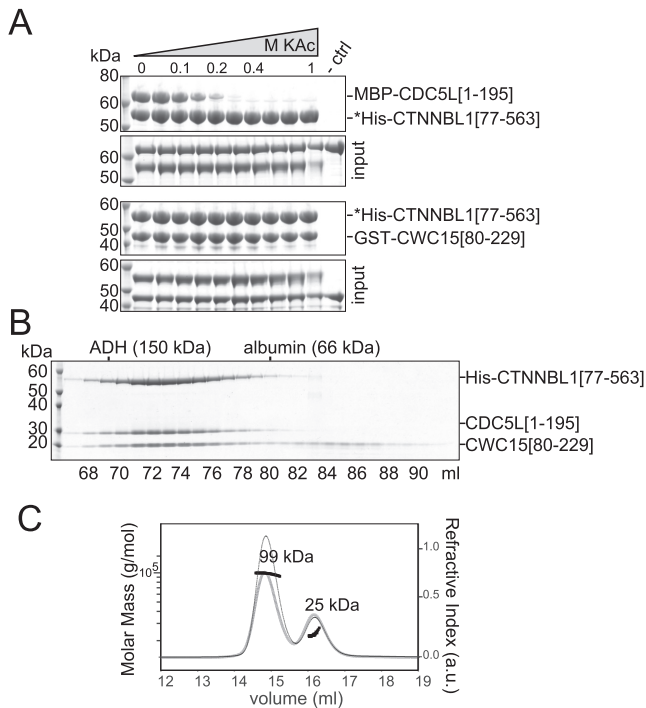 A
M KAc
- ctrl
kDa
0 0.1 0.2 0.4 1
80
60
50
-MBP-CDC5L[1-195]
-*His-CTNNBL1[77-563]
60
50
input
60
50
40
-*His-CTNNBL1[77-563]
-GST-CWC15[80-229]
60
50
40
input
B
ADH (150 kDa) albumin (66 kDa)
kDa
60
50
40
30
20
His-CTNNBL1[77-563]
CDC5L[1-195]
CWC15[80-229]
68 70 72 74 76 78 80 82 84 86 88 90 ml
C
Molar Mass (g/mol)
10⁵
99 kDa
25 kDa
1.0
0.5
0.0
Refractive Index (a.u.)
12 13 14 15 16 17 18 19
volume (ml)